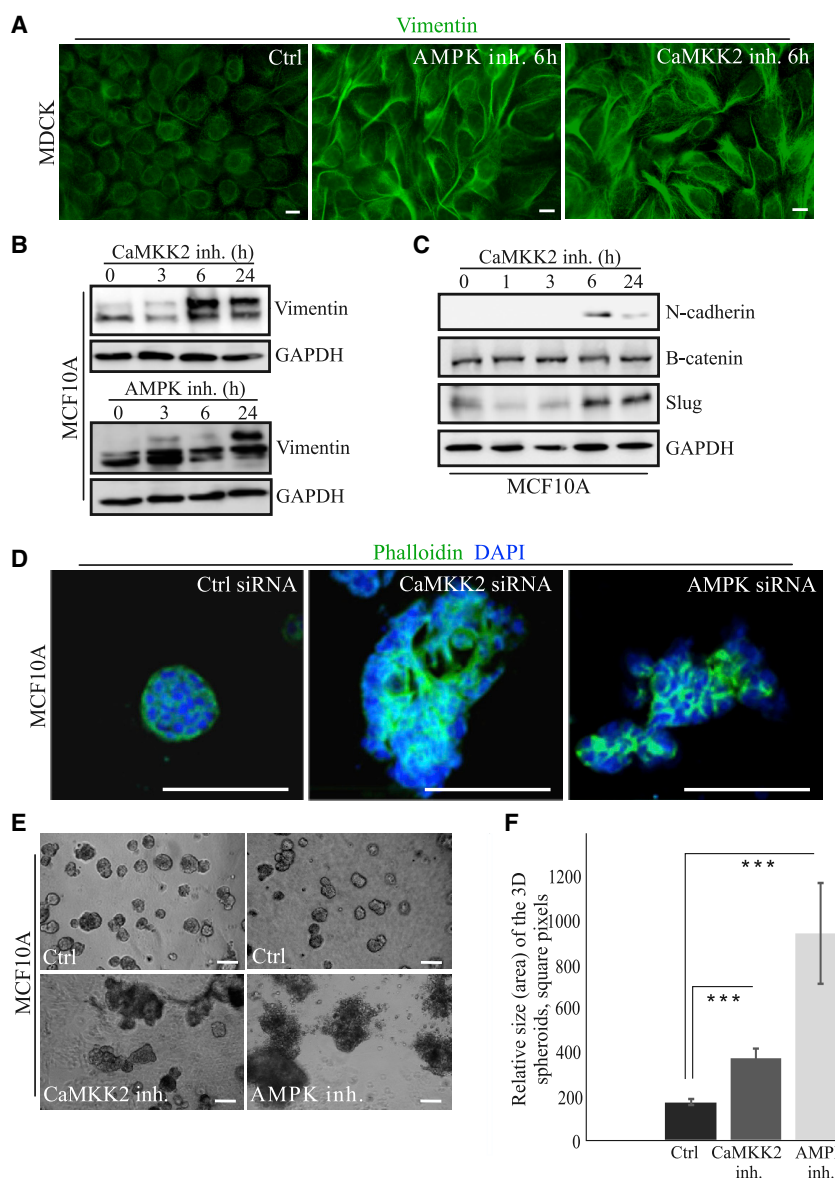 A
Vimentin
Ctrl
AMPK inh. 6h
CaMKK2 inh. 6h
MDCK
B
CaMKK2 inh. (h)
0 3 6 24
Vimentin
GAPDH
AMPK inh. (h)
0 3 6 24
Vimentin
GAPDH
MCF10A
C
CaMKK2 inh. (h)
0 1 3 6 24
N-cadherin
B-catenin
Slug
GAPDH
MCF10A
D
Phalloidin DAPI
Ctrl siRNA
CaMKK2 siRNA
AMPK siRNA
MCF10A
E
Ctrl
Ctrl
CaMKK2 inh.
AMPK inh.
MCF10A
F
Relative size (area) of the 3D
spheroids, square pixels
1200
1000
800
600
400
200
0
***
***
Ctrl
CaMKK2
inh.
AMP
inh.